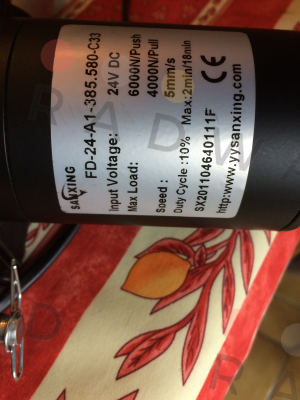 SANXING
FD-24-A1-385.580-C33
Input Voltage: 24V DC
Max Load: 6000N/Push
4000N/Pull
Speed: 5mm/s
Duty Cycle :10% Max:2min/18min
SX201104640111F
http:www.yysanxing.com
CE